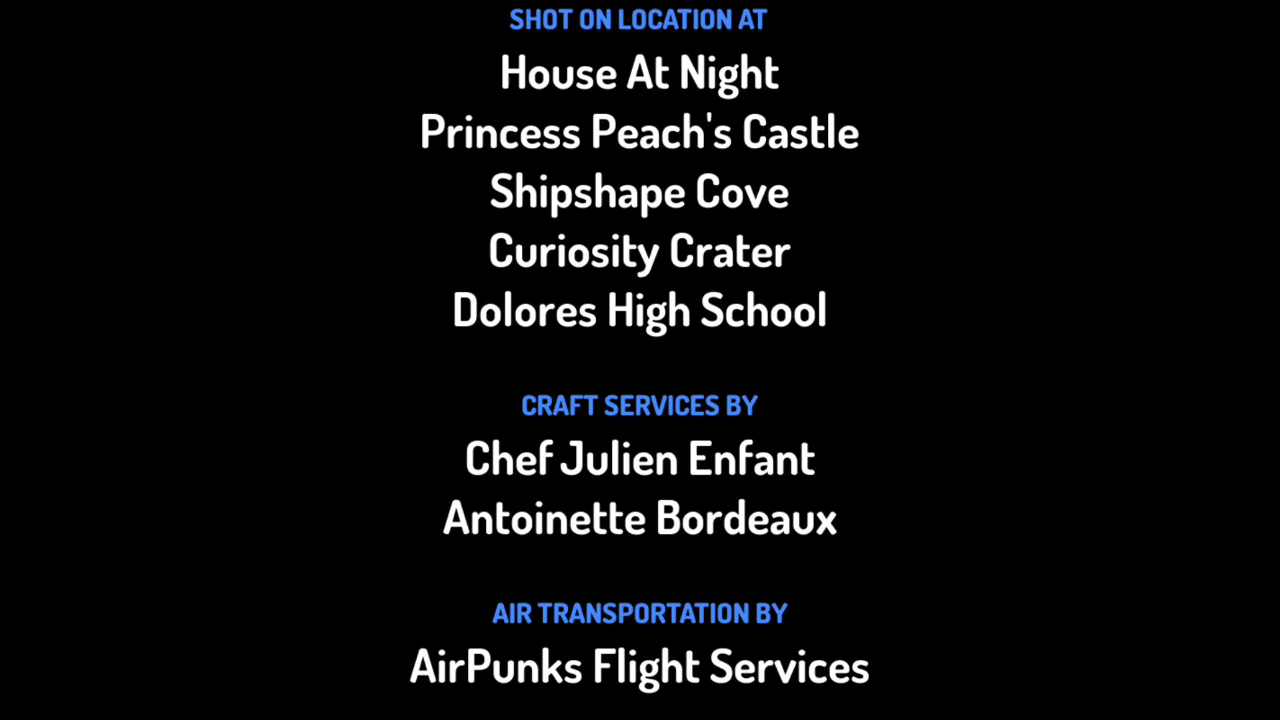 SHOT ON LOCATION AT
House At Night
Princess Peach's Castle
Shipshape Cove
Curiosity Crater
Dolores High School
CRAFT SERVICES BY
Chef Julien Enfant
Antoinette Bordeaux
AIR TRANSPORTATION BY
AirPunks Flight Services